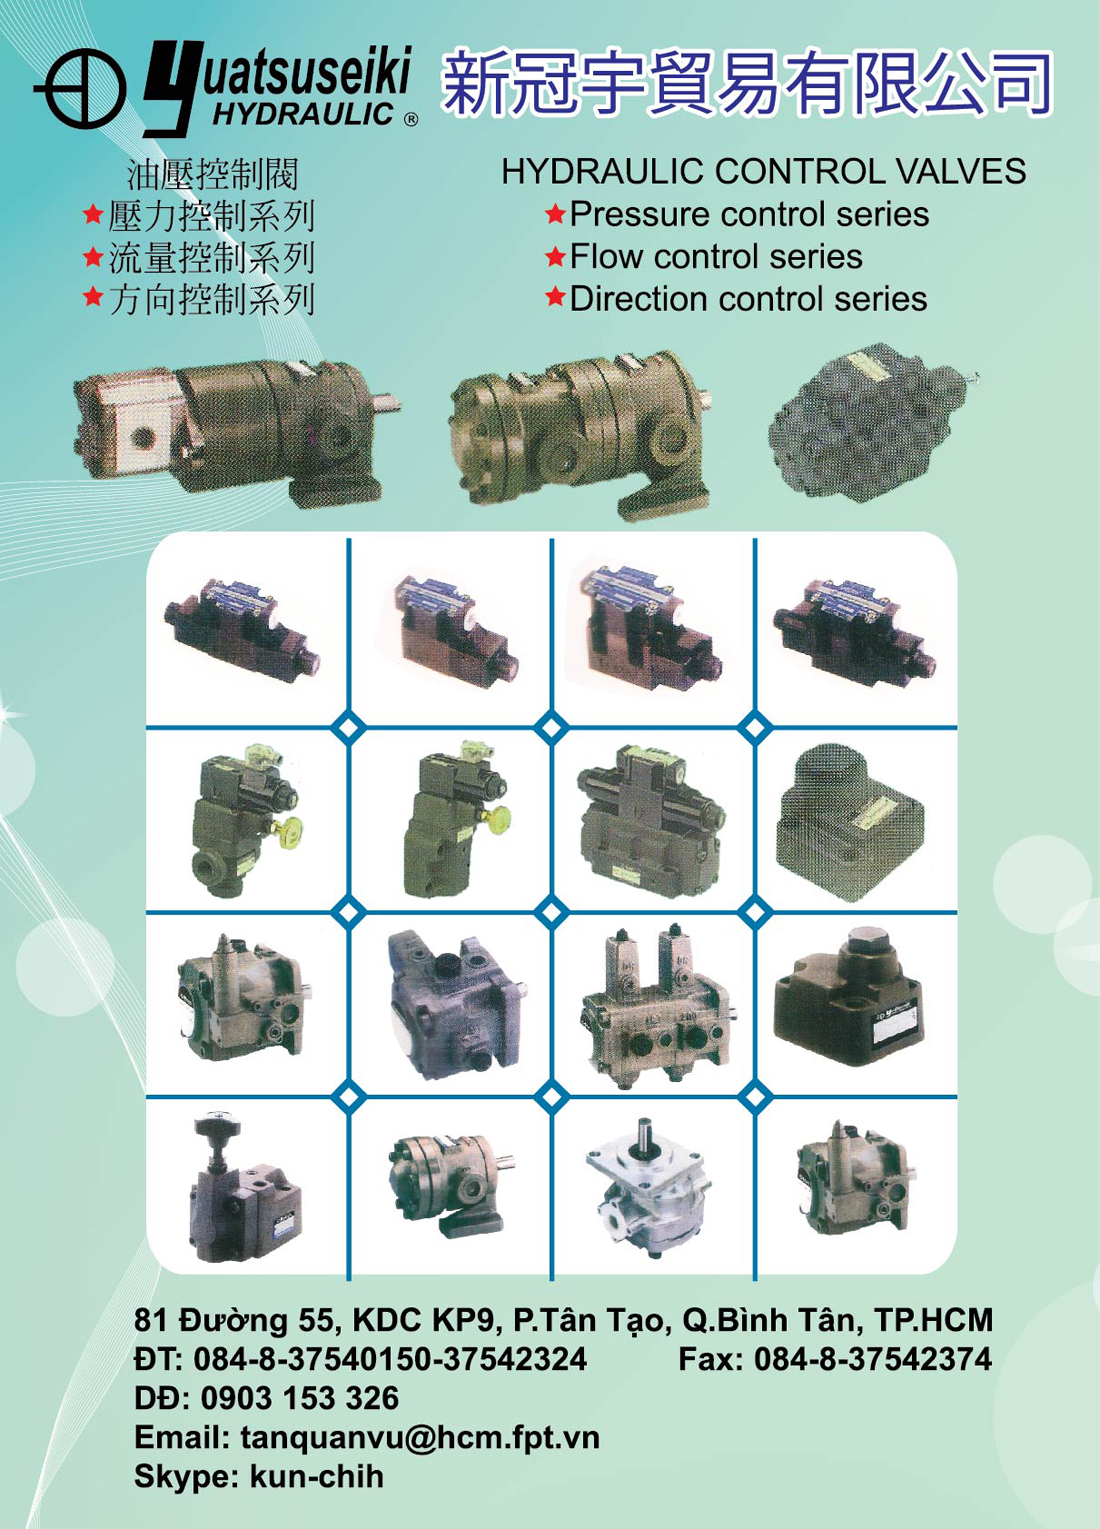 Yuatsuseiki
HYDRAULIC ®
新冠宇貿易有限公司
油壓控制閥
壓力控制系列
流量控制系列
方向控制系列
HYDRAULIC CONTROL VALVES
Pressure control series
Flow control series
Direction control series
81 Đường 55, KDC KP9, P.Tân Tạo, Q.Bình Tân, TP.HCM
ĐT: 084-8-37540150-37542324 Fax: 084-8-37542374
DĐ: 0903 153 326
Email: tanquanvu@hcm.fpt.vn
Skype: kun-chih